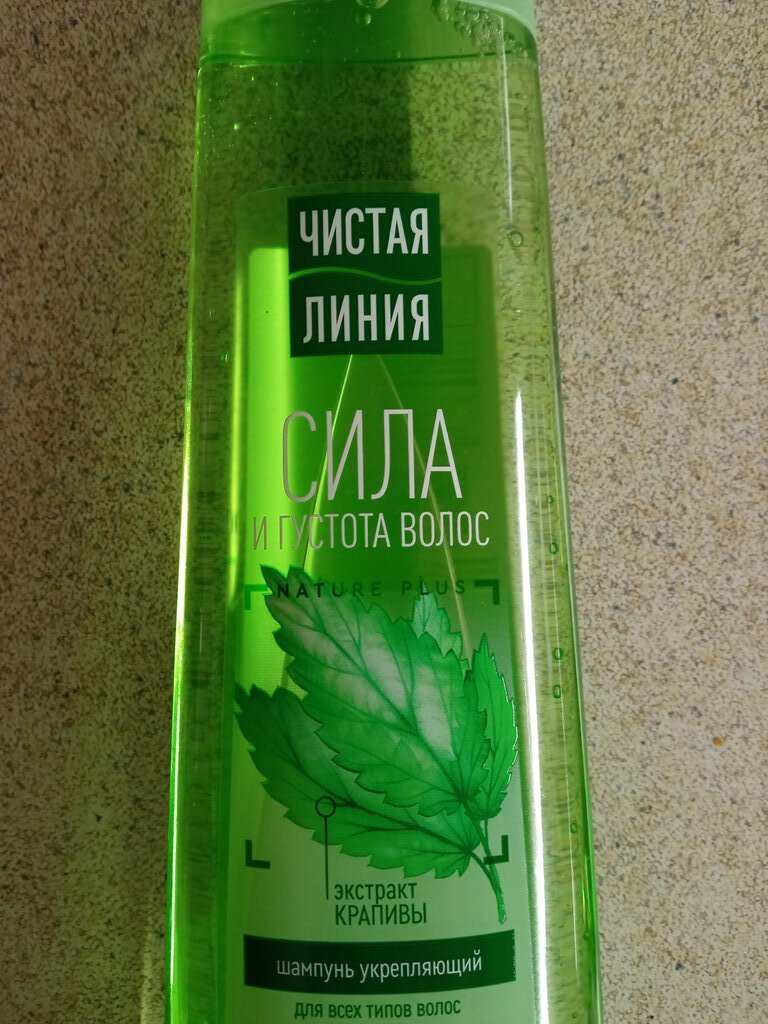 ЧИСТАЯ
ЛИНИЯ
СИЛА
И ГУСТОТА ВОЛОС
NATURE PLUS
экстракт
КРАПИВЫ
шампунь укрепляющий
для всех типов волос